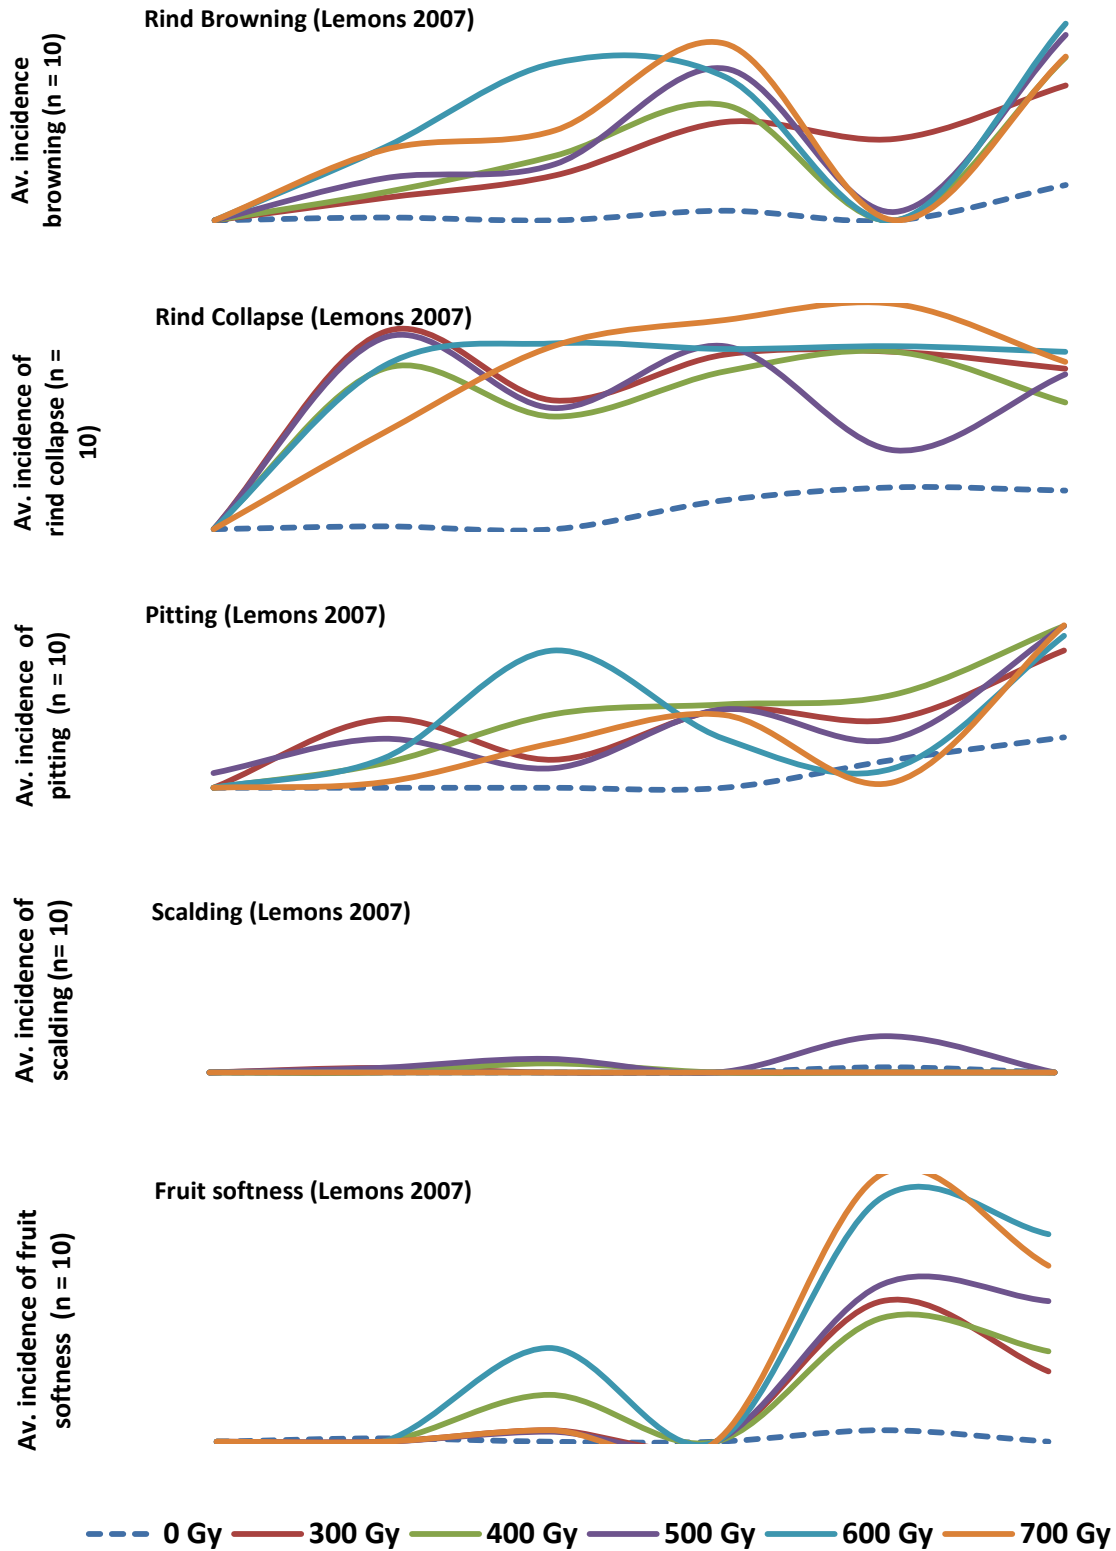 Rind Browning (Lemons 2007)
Av. incidence
browning (n = 10)
Rind Collapse (Lemons 2007)
Av. incidence of
rind collapse (n =
10)
Pitting (Lemons 2007)
Av. incidence of
pitting (n = 10)
Scalding (Lemons 2007)
Av. incidence of
scalding (n= 10)
Fruit softness (Lemons 2007)
Av. incidence of fruit
softness (n = 10)
0 Gy 300 Gy 400 Gy 500 Gy 600 Gy 700 Gy